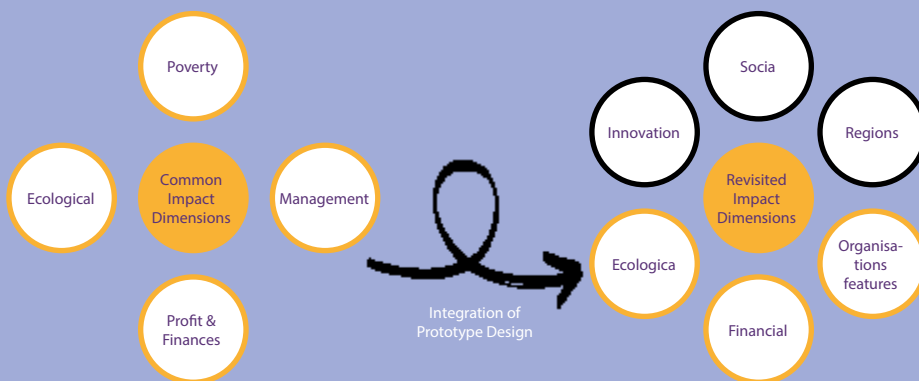 Poverty
Ecological
Common
Impact
Dimensions
Management
Profit &
Finances
Integration of
Prototype Design
Socia
Innovation
Regions
Revisited
Impact
Dimensions
Ecologica
Organisa-
tions
features
Financial